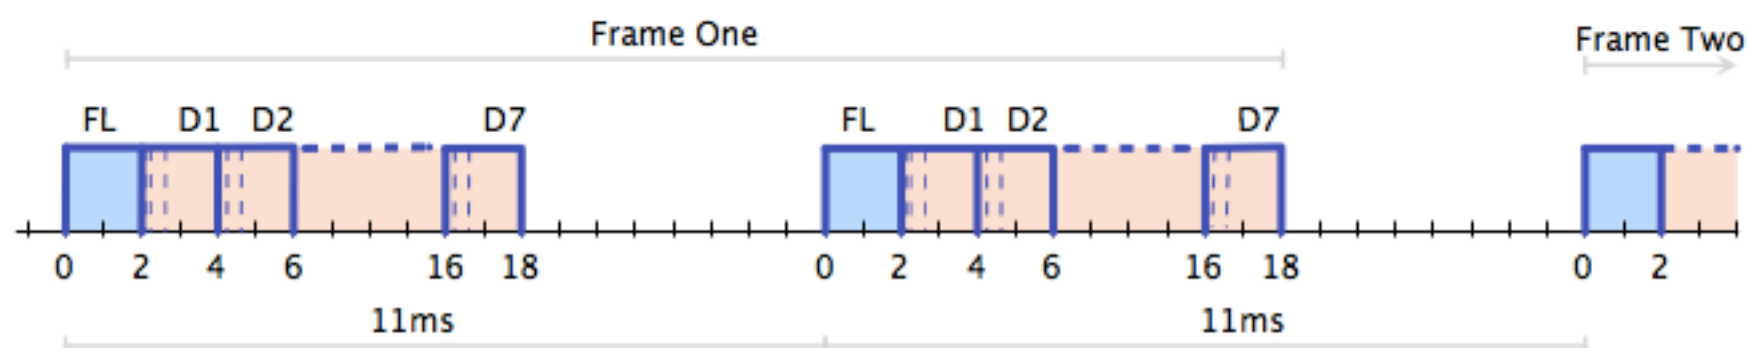 Frame One
Frame Two
FL D1 D2 D7 FL D1 D2 D7
0 2 4 6 16 18 0 2 4 6 16 18 0 2
11ms 11ms